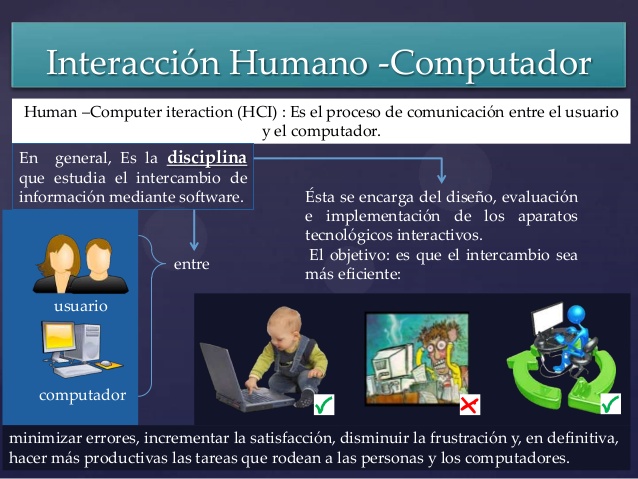 Interacción Humano -Computador
Human –Computer iteraction (HCI) : Es el proceso de comunicación entre el usuario
y el computador.
En general, Es la disciplina
que estudia el intercambio de
información mediante software.
Ésta se encarga del diseño, evaluación
e implementación de los aparatos
tecnológicos interactivos.
El objetivo: es que el intercambio sea
más eficiente:
entre
usuario
computador
minimizar errores, incrementar la satisfacción, disminuir la frustración y, en definitiva,
hacer más productivas las tareas que rodean a las personas y los computadores.